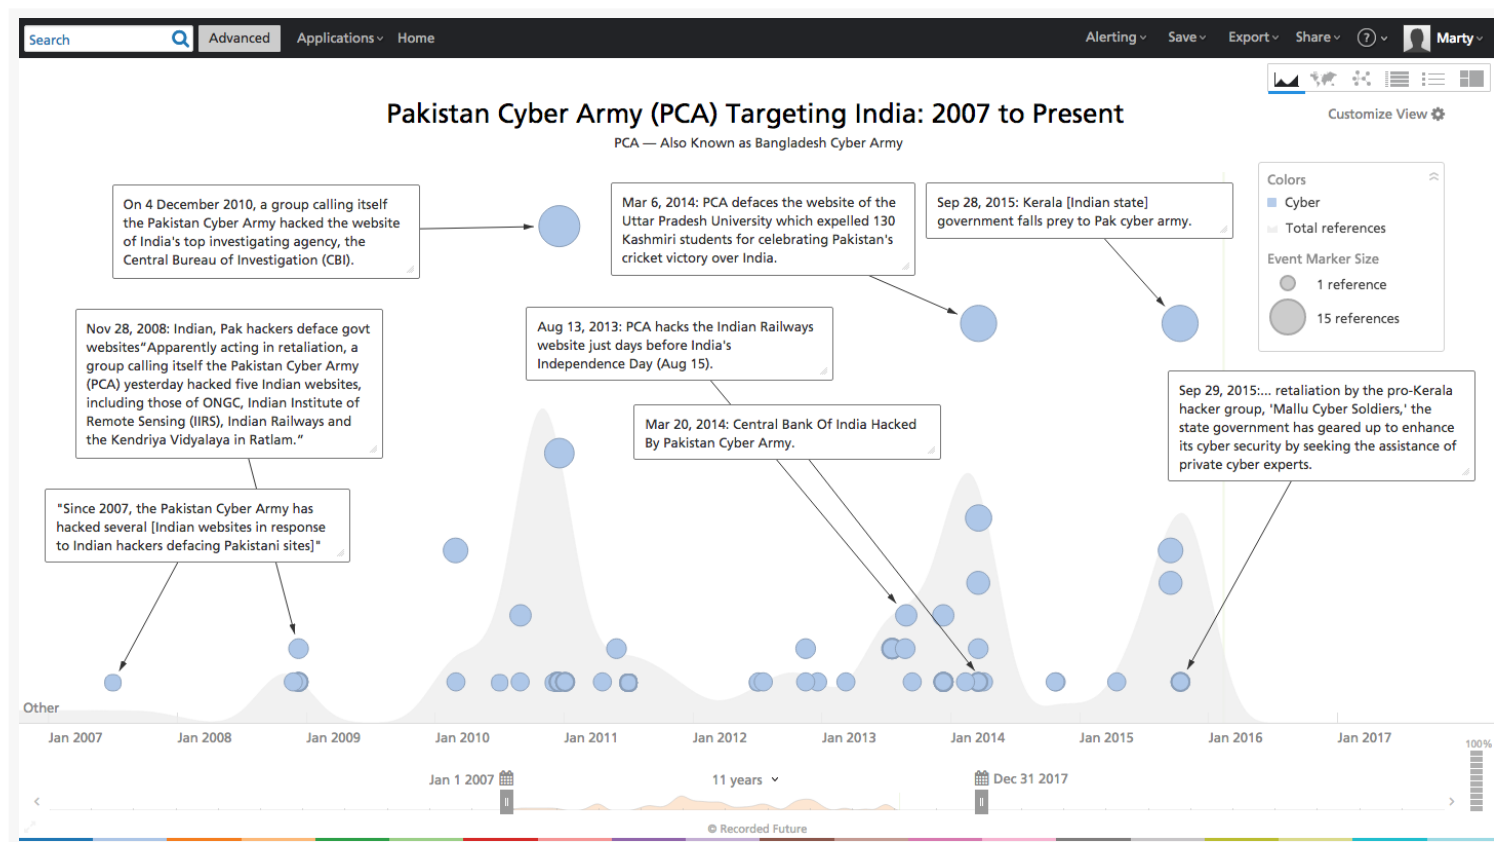 Search
Advanced
Applications
Home
Alerting
Save
Export
Share
?
Marty
Pakistan Cyber Army (PCA) Targeting India: 2007 to Present
Customize View
PCA — Also Known as Bangladesh Cyber Army
On 4 December 2010, a group calling itself
the Pakistan Cyber Army hacked the website
of India's top investigating agency, the
Central Bureau of Investigation (CBI).
Mar 6, 2014: PCA defaces the website of the
Uttar Pradesh University which expelled 130
Kashmiri students for celebrating Pakistan's
cricket victory over India.
Sep 28, 2015: Kerala [Indian state]
government falls prey to Pak cyber army.
Colors
Cyber
Total references
Event Marker Size
1 reference
15 references
Nov 28, 2008: Indian, Pak hackers deface govt
websites“Apparently acting in retaliation, a
group calling itself the Pakistan Cyber Army
(PCA) yesterday hacked five Indian websites,
including those of ONGC, Indian Institute of
Remote Sensing (IIRS), Indian Railways and
the Kendriya Vidyalaya in Ratlam.”
Aug 13, 2013: PCA hacks the Indian Railways
website just days before India's
Independence Day (Aug 15).
Mar 20, 2014: Central Bank Of India Hacked
By Pakistan Cyber Army.
Sep 29, 2015:... retaliation by the pro-Kerala
hacker group, 'Mallu Cyber Soldiers,' the
state government has geared up to enhance
its cyber security by seeking the assistance of
private cyber experts.
"Since 2007, the Pakistan Cyber Army has
hacked several [Indian websites in response
to Indian hackers defacing Pakistani sites]"
Other
Jan 2007
Jan 2008
Jan 2009
Jan 2010
Jan 2011
Jan 2012
Jan 2013
Jan 2014
Jan 2015
Jan 2016
Jan 2017
100%
Jan 1 2007
11 years
Dec 31 2017
© Recorded Future